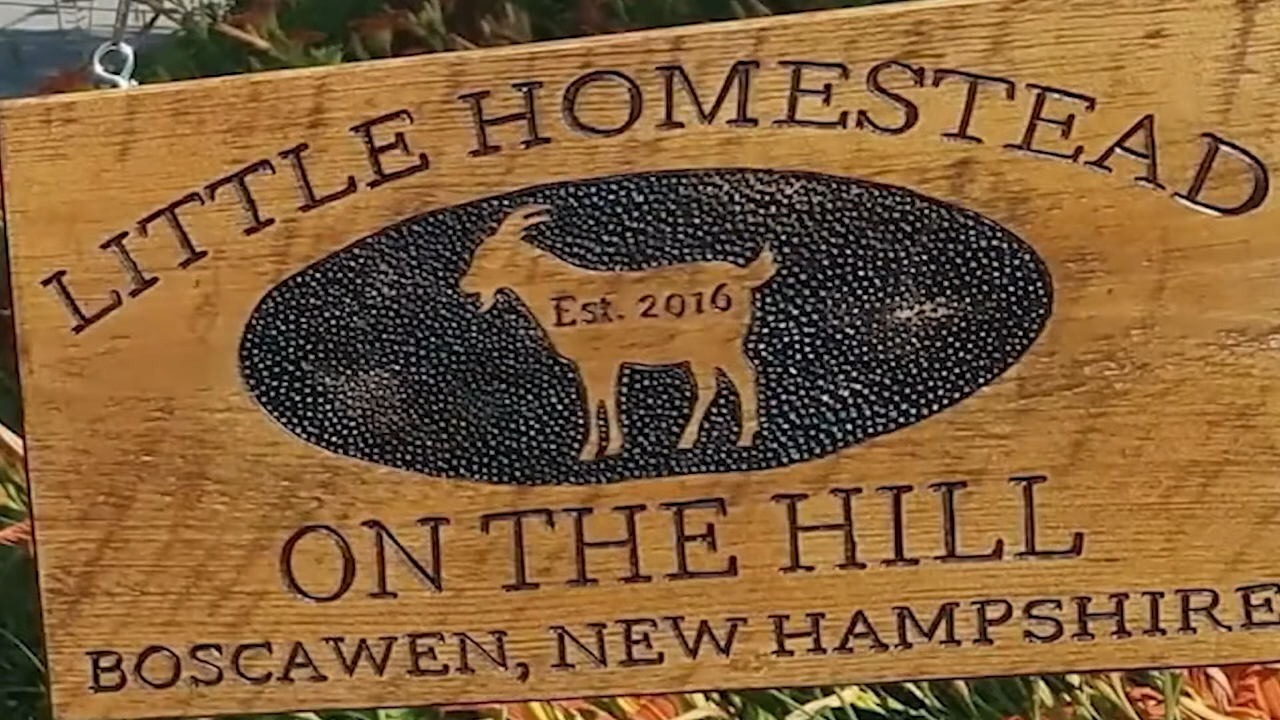 LITTLE HOMESTEAD
Est. 2016
ON THE HILL
BOSCAWEN, NEW HAMPSHIRE